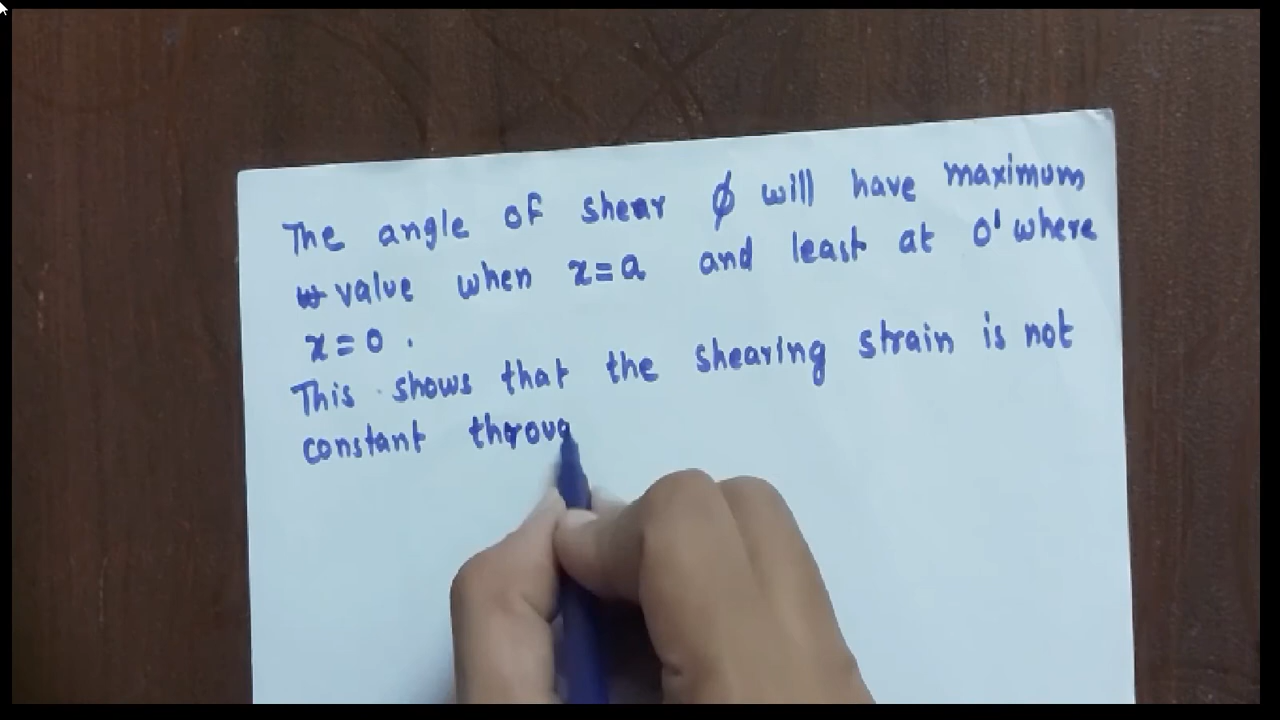 The angle of shear ϕ will have maximum
value when x=a and least at O' where
x=0.
This shows that the shearing strain is not
constant throug